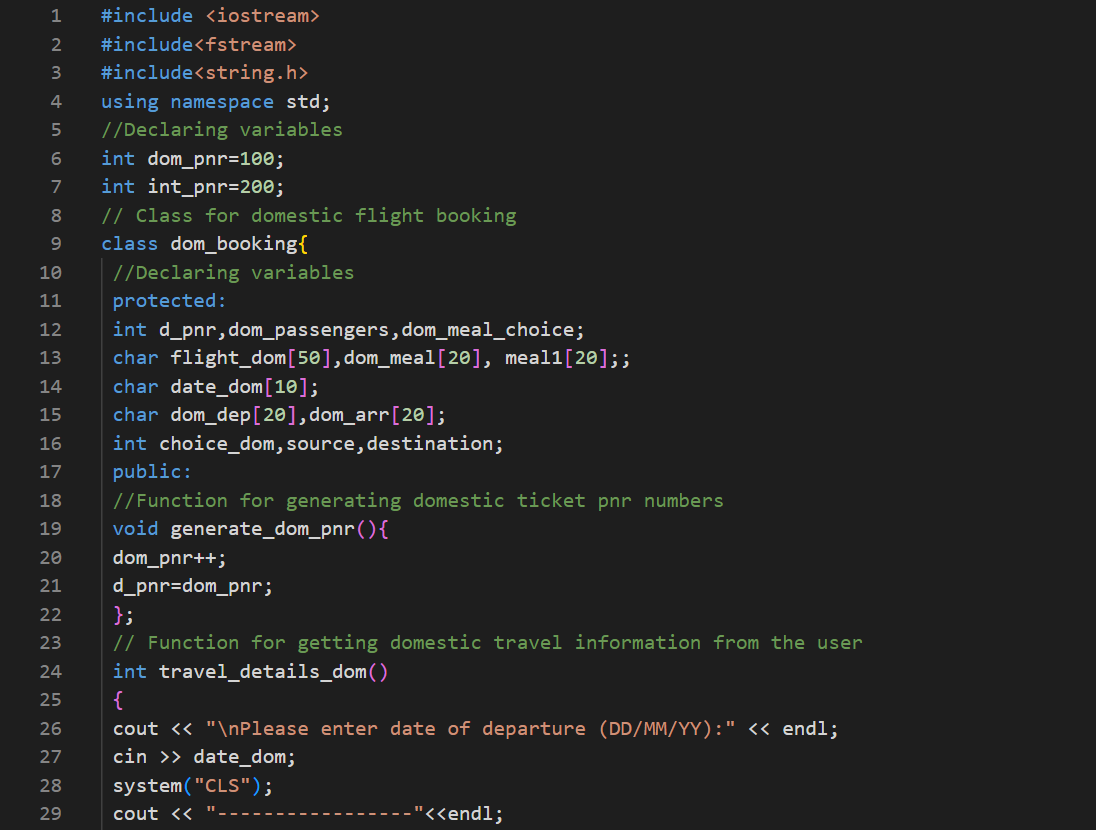 1 #include <iostream>
2 #include<fstream>
3 #include<string.h>
4 using namespace std;
5 //Declaring variables
6 int dom_pnr=100;
7 int int_pnr=200;
8 // Class for domestic flight booking
9 class dom_booking{
10 //Declaring variables
11 protected:
12 int d_pnr,dom_passengers,dom_meal_choice;
13 char flight_dom[50],dom_meal[20], meal1[20];;
14 char date_dom[10];
15 char dom_dep[20],dom_arr[20];
16 int choice_dom,source,destination;
17 public:
18 //Function for generating domestic ticket pnr numbers
19 void generate_dom_pnr(){
20 dom_pnr++;
21 d_pnr=dom_pnr;
22 };
23 // Function for getting domestic travel information from the user
24 int travel_details_dom()
25 {
26 cout << "\nPlease enter date of departure (DD/MM/YY):" << endl;
27 cin >> date_dom;
28 system("CLS");
29 cout << "-----------------"<<endl;